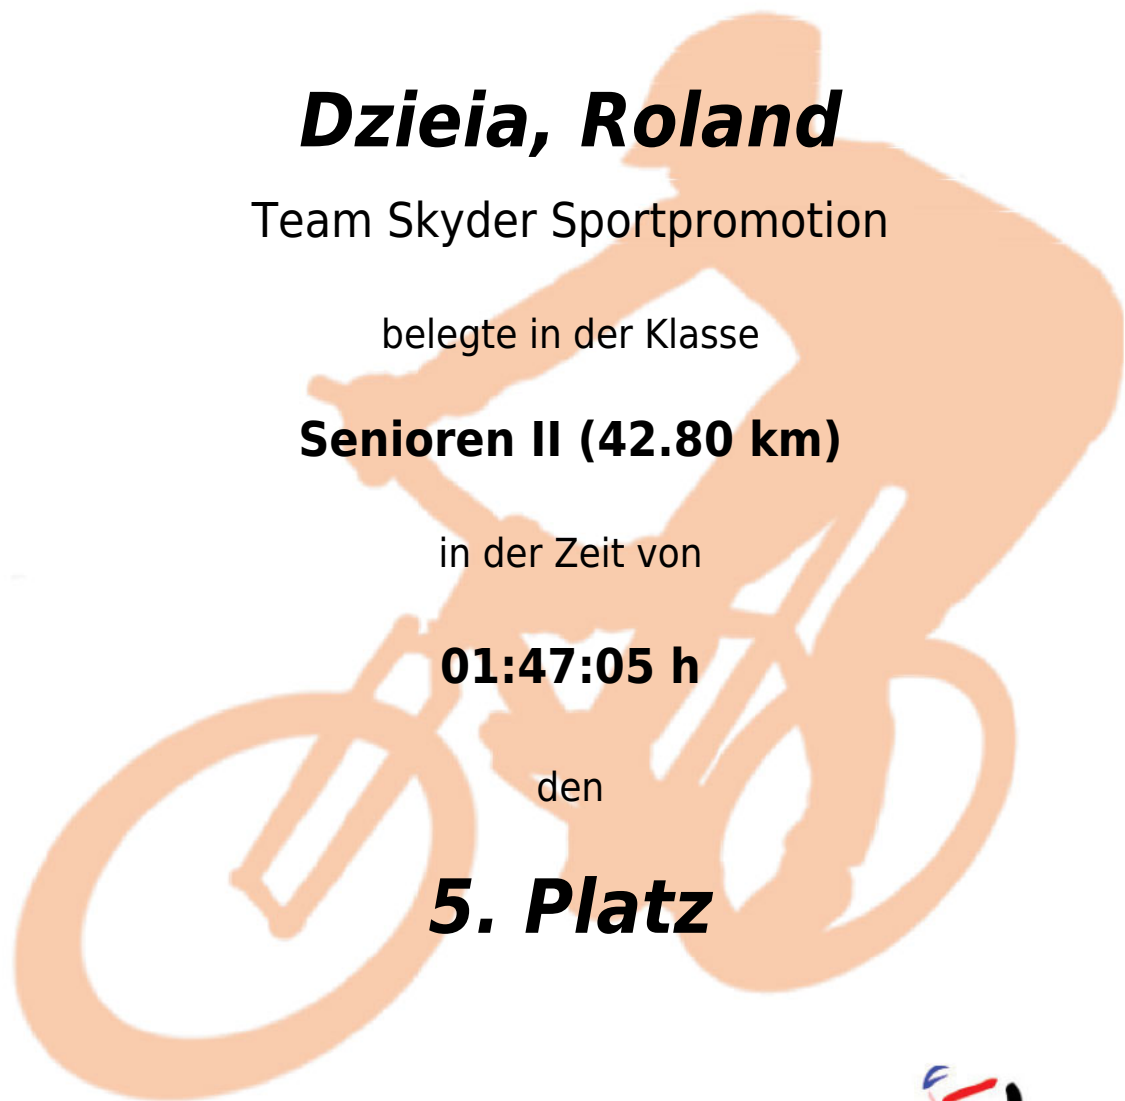 Dzieia, Roland
Team Skyder Sportpromotion
belegte in der Klasse
Senioren II (42.80 km)
in der Zeit von
01:47:05 h
den
5. Platz